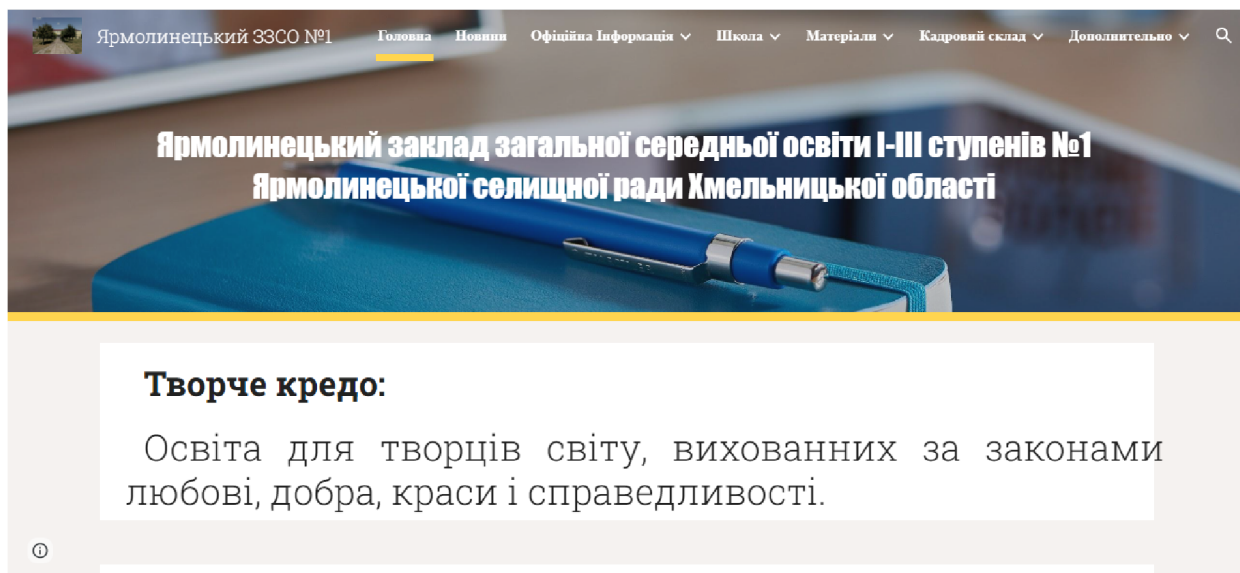 Ярмолинецький ЗЗСО №1
Головна Новини Офіційна Інформація Школа Матеріали Кадровий склад Дополнительно
Ярмолинецький заклад загальної середньої освіти І-ІІІ ступенів №1
Ярмолинецької селищної ради Хмельницької області
Творче кредо:
Освіта для творців світу, вихованних за законами
любові, добра, краси і справедливості.